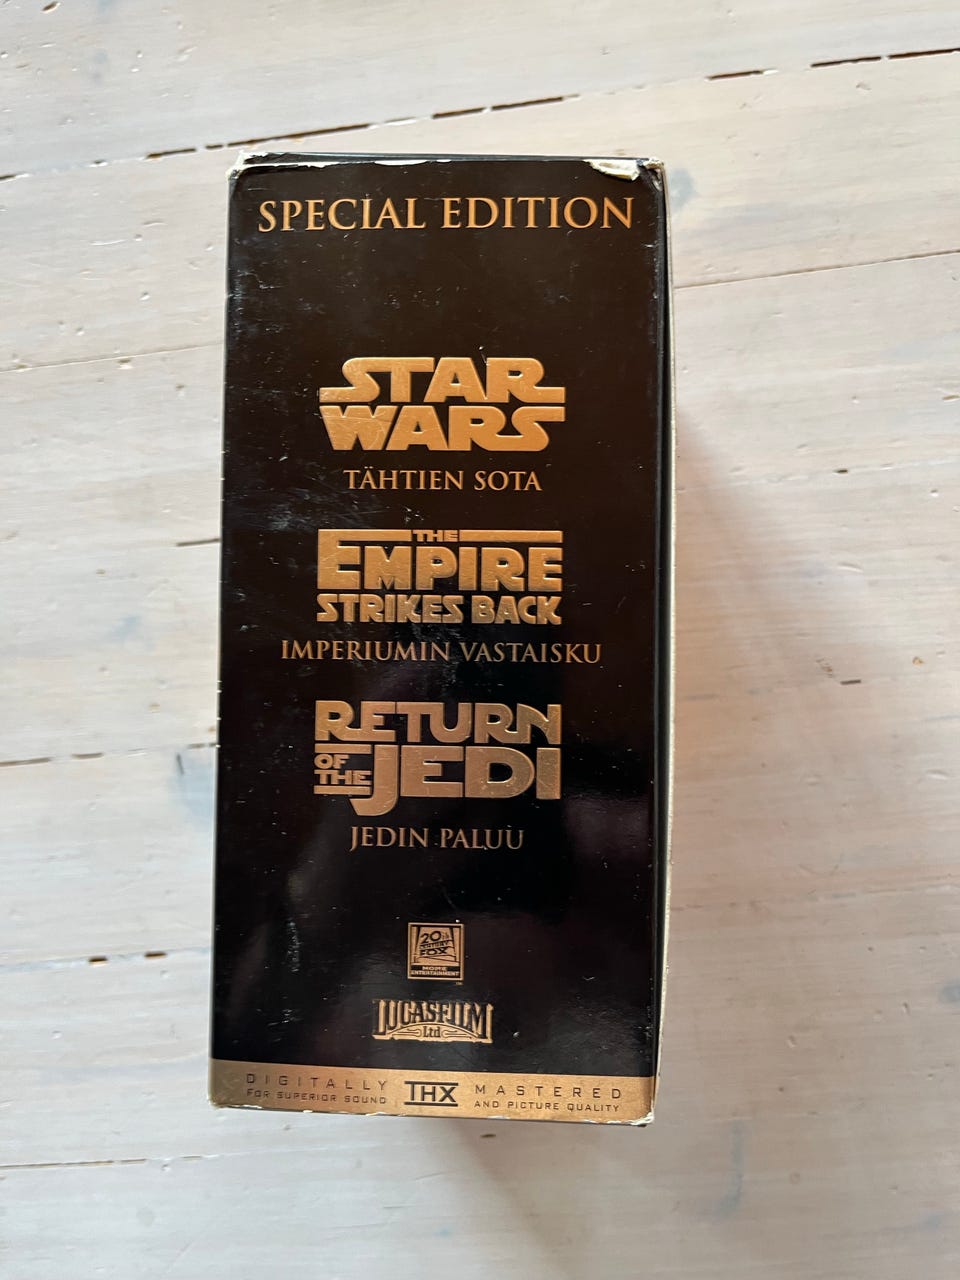 SPECIAL EDITION
STAR
WARS
TÄHTIEN SOTA
THE
EMPIRE
STRIKES BACK
IMPERIUMIN VASTAISKU
RETURN
OF
THE
JEDI
JEDIN PALUU
20th
CENTURY
FOX
HOME
ENTERTAINMENT
TM
LUCASFILM
Ltd
DIGITALLY THX MASTERED
FOR SUPERIOR SOUND AND PICTURE QUALITY